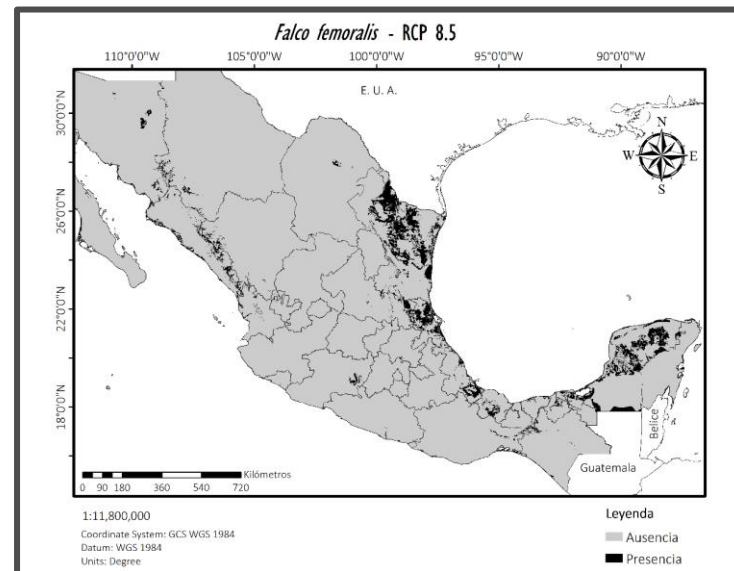 Falco femoralis - RCP 8.5
110°0'0"W 105°0'0"W 100°0'0"W 95°0'0"W 90°0'0"W
E. U. A.
30°0'0"N
N
W E
S
26°0'0"N
22°0'0"N
18°0'0"N
Belice
Guatemala
Kilómetros
0 90 180 360 540 720
1:11,800,000
Coordinate System: GCS WGS 1984
Datum: WGS 1984
Units: Degree
Leyenda
Ausencia
Presencia